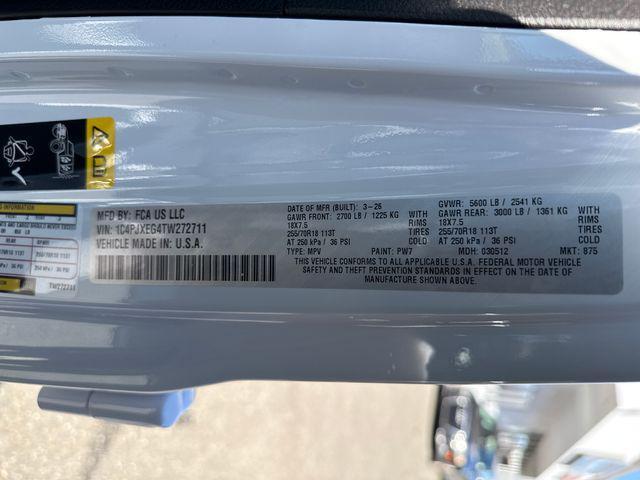 MFD BY: FCA US LLC
VIN: 1C4PJXEG4TW272711
VEHICLE MADE IN U.S.A.
DATE OF MFR (BUILT): 3-26
GAWR FRONT: 2700 LB / 1225 KG
WITH
18X7.5
RIMS
TIRES
255/70R18 113T
AT 250 kPa / 36 PSI
GVWR: 5600 LB / 2541 KG
GAWR REAR: 3000 LB / 1361 KG
WITH
18X7.5
RIMS
TIRES
255/70R18 113T
AT 250 kPa / 36 PSI
TYPE: MPV PAINT: PW7 MDH: 030512 MKT: 875
THIS VEHICLE CONFORMS TO ALL APPLICABLE U.S.A. FEDERAL MOTOR VEHICLE
SAFETY AND THEFT PREVENTION STANDARDS IN EFFECT ON THE DATE OF
MANUFACTURE SHOWN ABOVE.
INFORMATION
TW272711